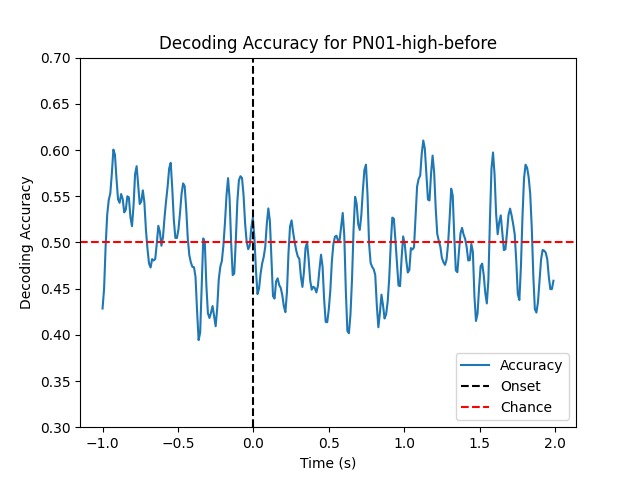 Decoding Accuracy for PN01-high-before
Decoding Accuracy
0.70
0.65
0.60
0.55
0.50
0.45
0.40
0.35
0.30
Accuracy
Onset
Chance
−1.0 −0.5 0.0 0.5 1.0 1.5 2.0
Time (s)